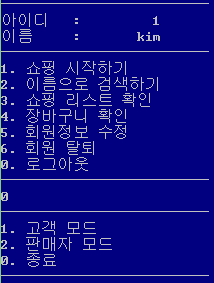 아이디 : 1
이름 : kim
1. 쇼핑 시작하기
2. 이름으로 검색하기
3. 쇼핑 리스트 확인
4. 장바구니 확인
5. 회원정보 수정
6. 회원 탈퇴
0. 로그아웃
0
1. 고객 모드
2. 판매자 모드
0. 종료